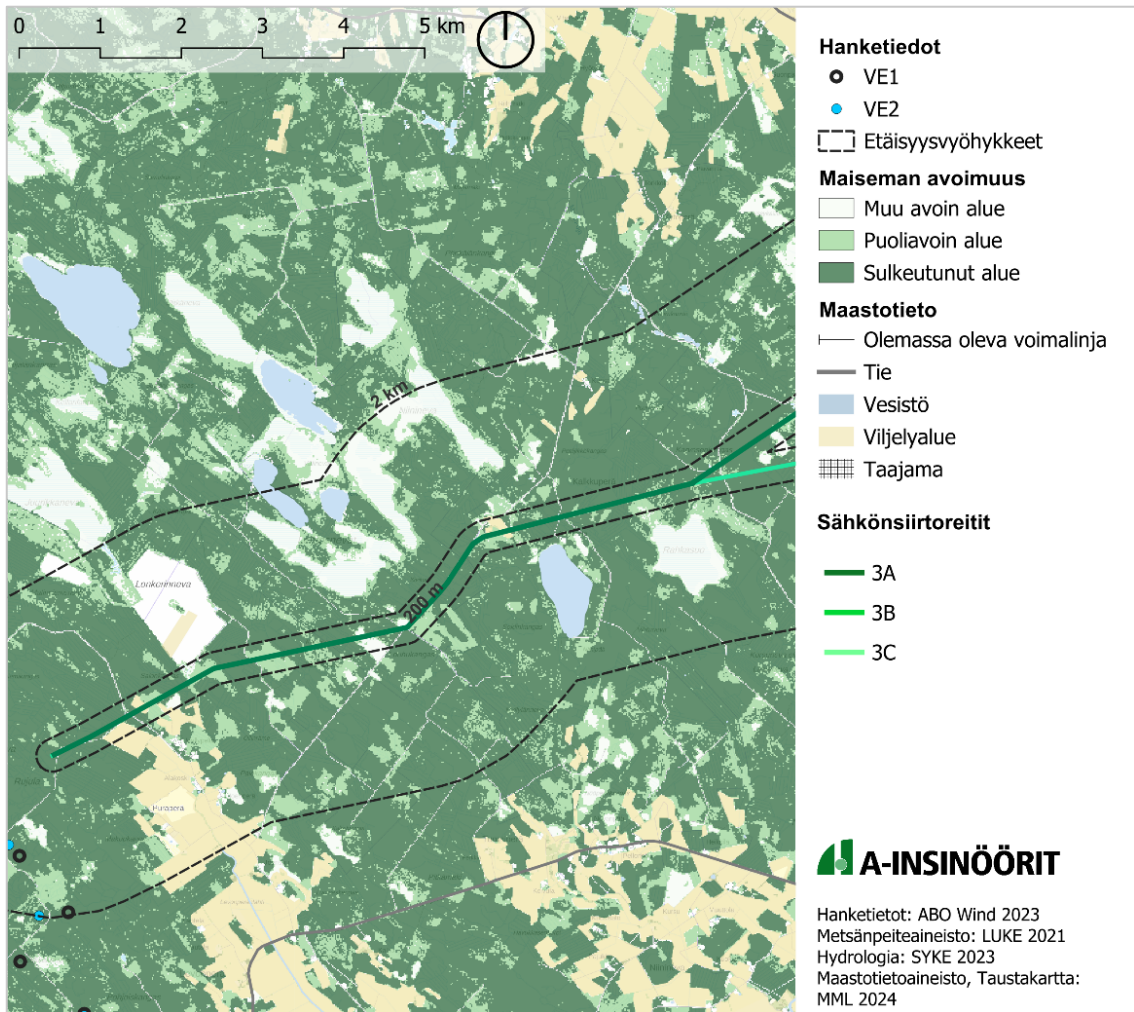 0 1 2 3 4 5 km
2 km
200 m
Lonkerinneva
Hanketiedot
VE1
VE2
Etäisyysvyöhykkeet
Maiseman avoimuus
Muu avoin alue
Puoliavoin alue
Sulkeutunut alue
Maastotieto
Olemassa oleva voimalinja
Tie
Vesistö
Viljelyalue
Taajama
Sähkönsiirtoreitit
3A
3B
3C
A-INSINÖÖRIT
Hanketiedot: ABO Wind 2023
Metsänpeiteaineisto: LUKE 2021
Hydrologia: SYKE 2023
Maastotietoaineisto, Taustakartta:
MML 2024